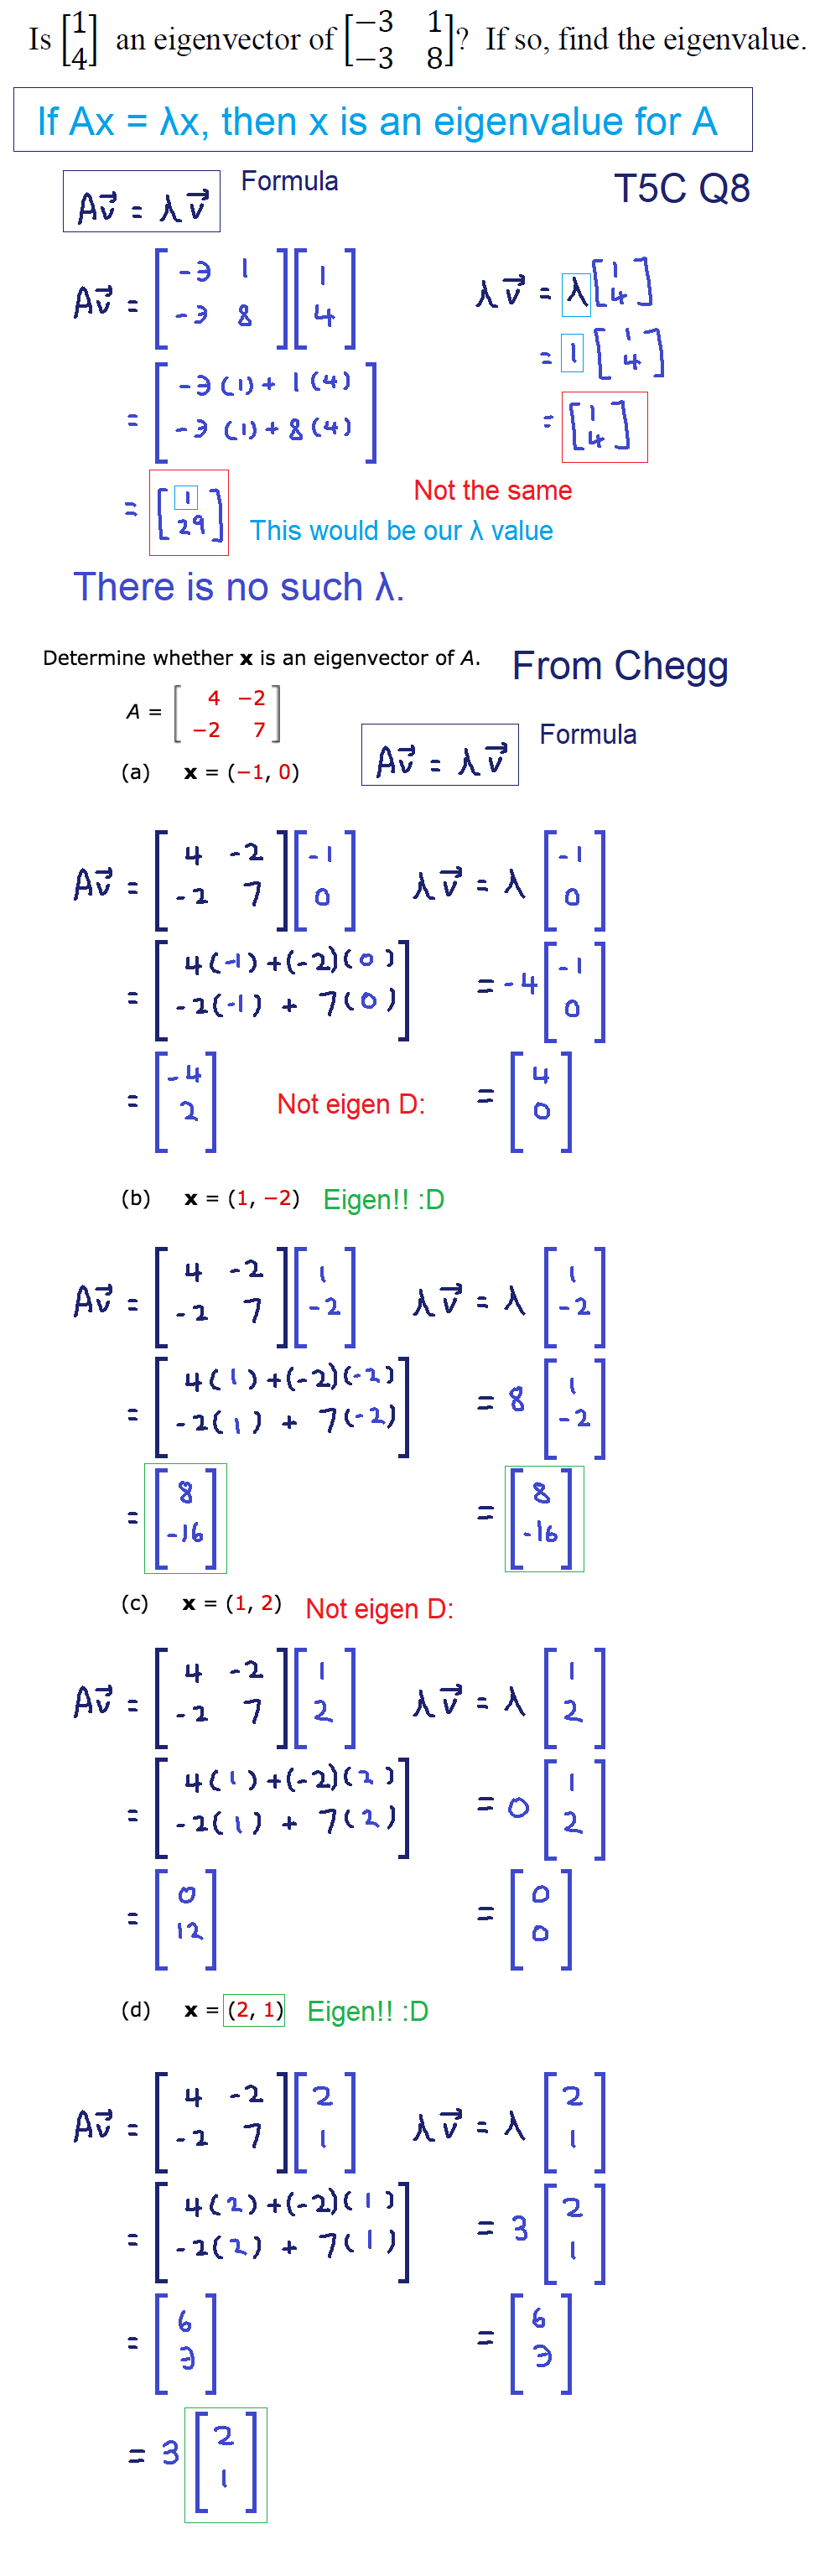 Is [1 4] an eigenvector of [−3 1 −3 8]? If so, find the eigenvalue.
If Ax = λx, then x is an eigenvalue for A
Av⃗ = λv⃗ Formula T5C Q8
Av⃗ = [-3 1 -3 8] [1 4] λv⃗ = λ [1 4]
= [-3(1) + 1(4) -3(1) + 8(4)] = 1 [1 4]
= [1 4]
Not the same
= [1 29] This would be our λ value
There is no such λ.
Determine whether x is an eigenvector of A. From Chegg
A = [4 −2 −2 7]
Formula
Av⃗ = λv⃗
(a) x = (−1, 0)
Av⃗ = [4 -2 -2 7] [-1 0] λv⃗ = λ [-1 0]
= [4(-1) + (-2)(0) -2(-1) + 7(0)] = -4 [-1 0]
= [-4 2] Not eigen D: = [4 0]
(b) x = (1, −2) Eigen!! :D
Av⃗ = [4 -2 -2 7] [1 -2] λv⃗ = λ [1 -2]
= [4(1) + (-2)(-2) -2(1) + 7(-2)] = 8 [1 -2]
= [8 -16] = [8 -16]
(c) x = (1, 2) Not eigen D:
Av⃗ = [4 -2 -2 7] [1 2] λv⃗ = λ [1 2]
= [4(1) + (-2)(2) -2(1) + 7(2)] = 0 [1 2]
= [0 12] = [0 0]
(d) x = (2, 1) Eigen!! :D
Av⃗ = [4 -2 -2 7] [2 1] λv⃗ = λ [2 1]
= [4(2) + (-2)(1) -2(2) + 7(1)] = 3 [2 1]
= [6 3] = [6 3]
= 3 [2 1]